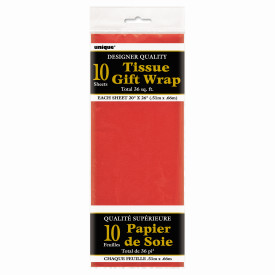 unique
DESIGNER QUALITY
10 Sheets
Tissue
Gift Wrap
Total 36 sq. ft.
EACH SHEET 20" X 26" (.51m x .66m)
QUALITÉ SUPÉRIEURE
10 Feuilles
Papier
de Soie
Total de 36 pi²
CHAQUE FEUILLE .51m x .66m